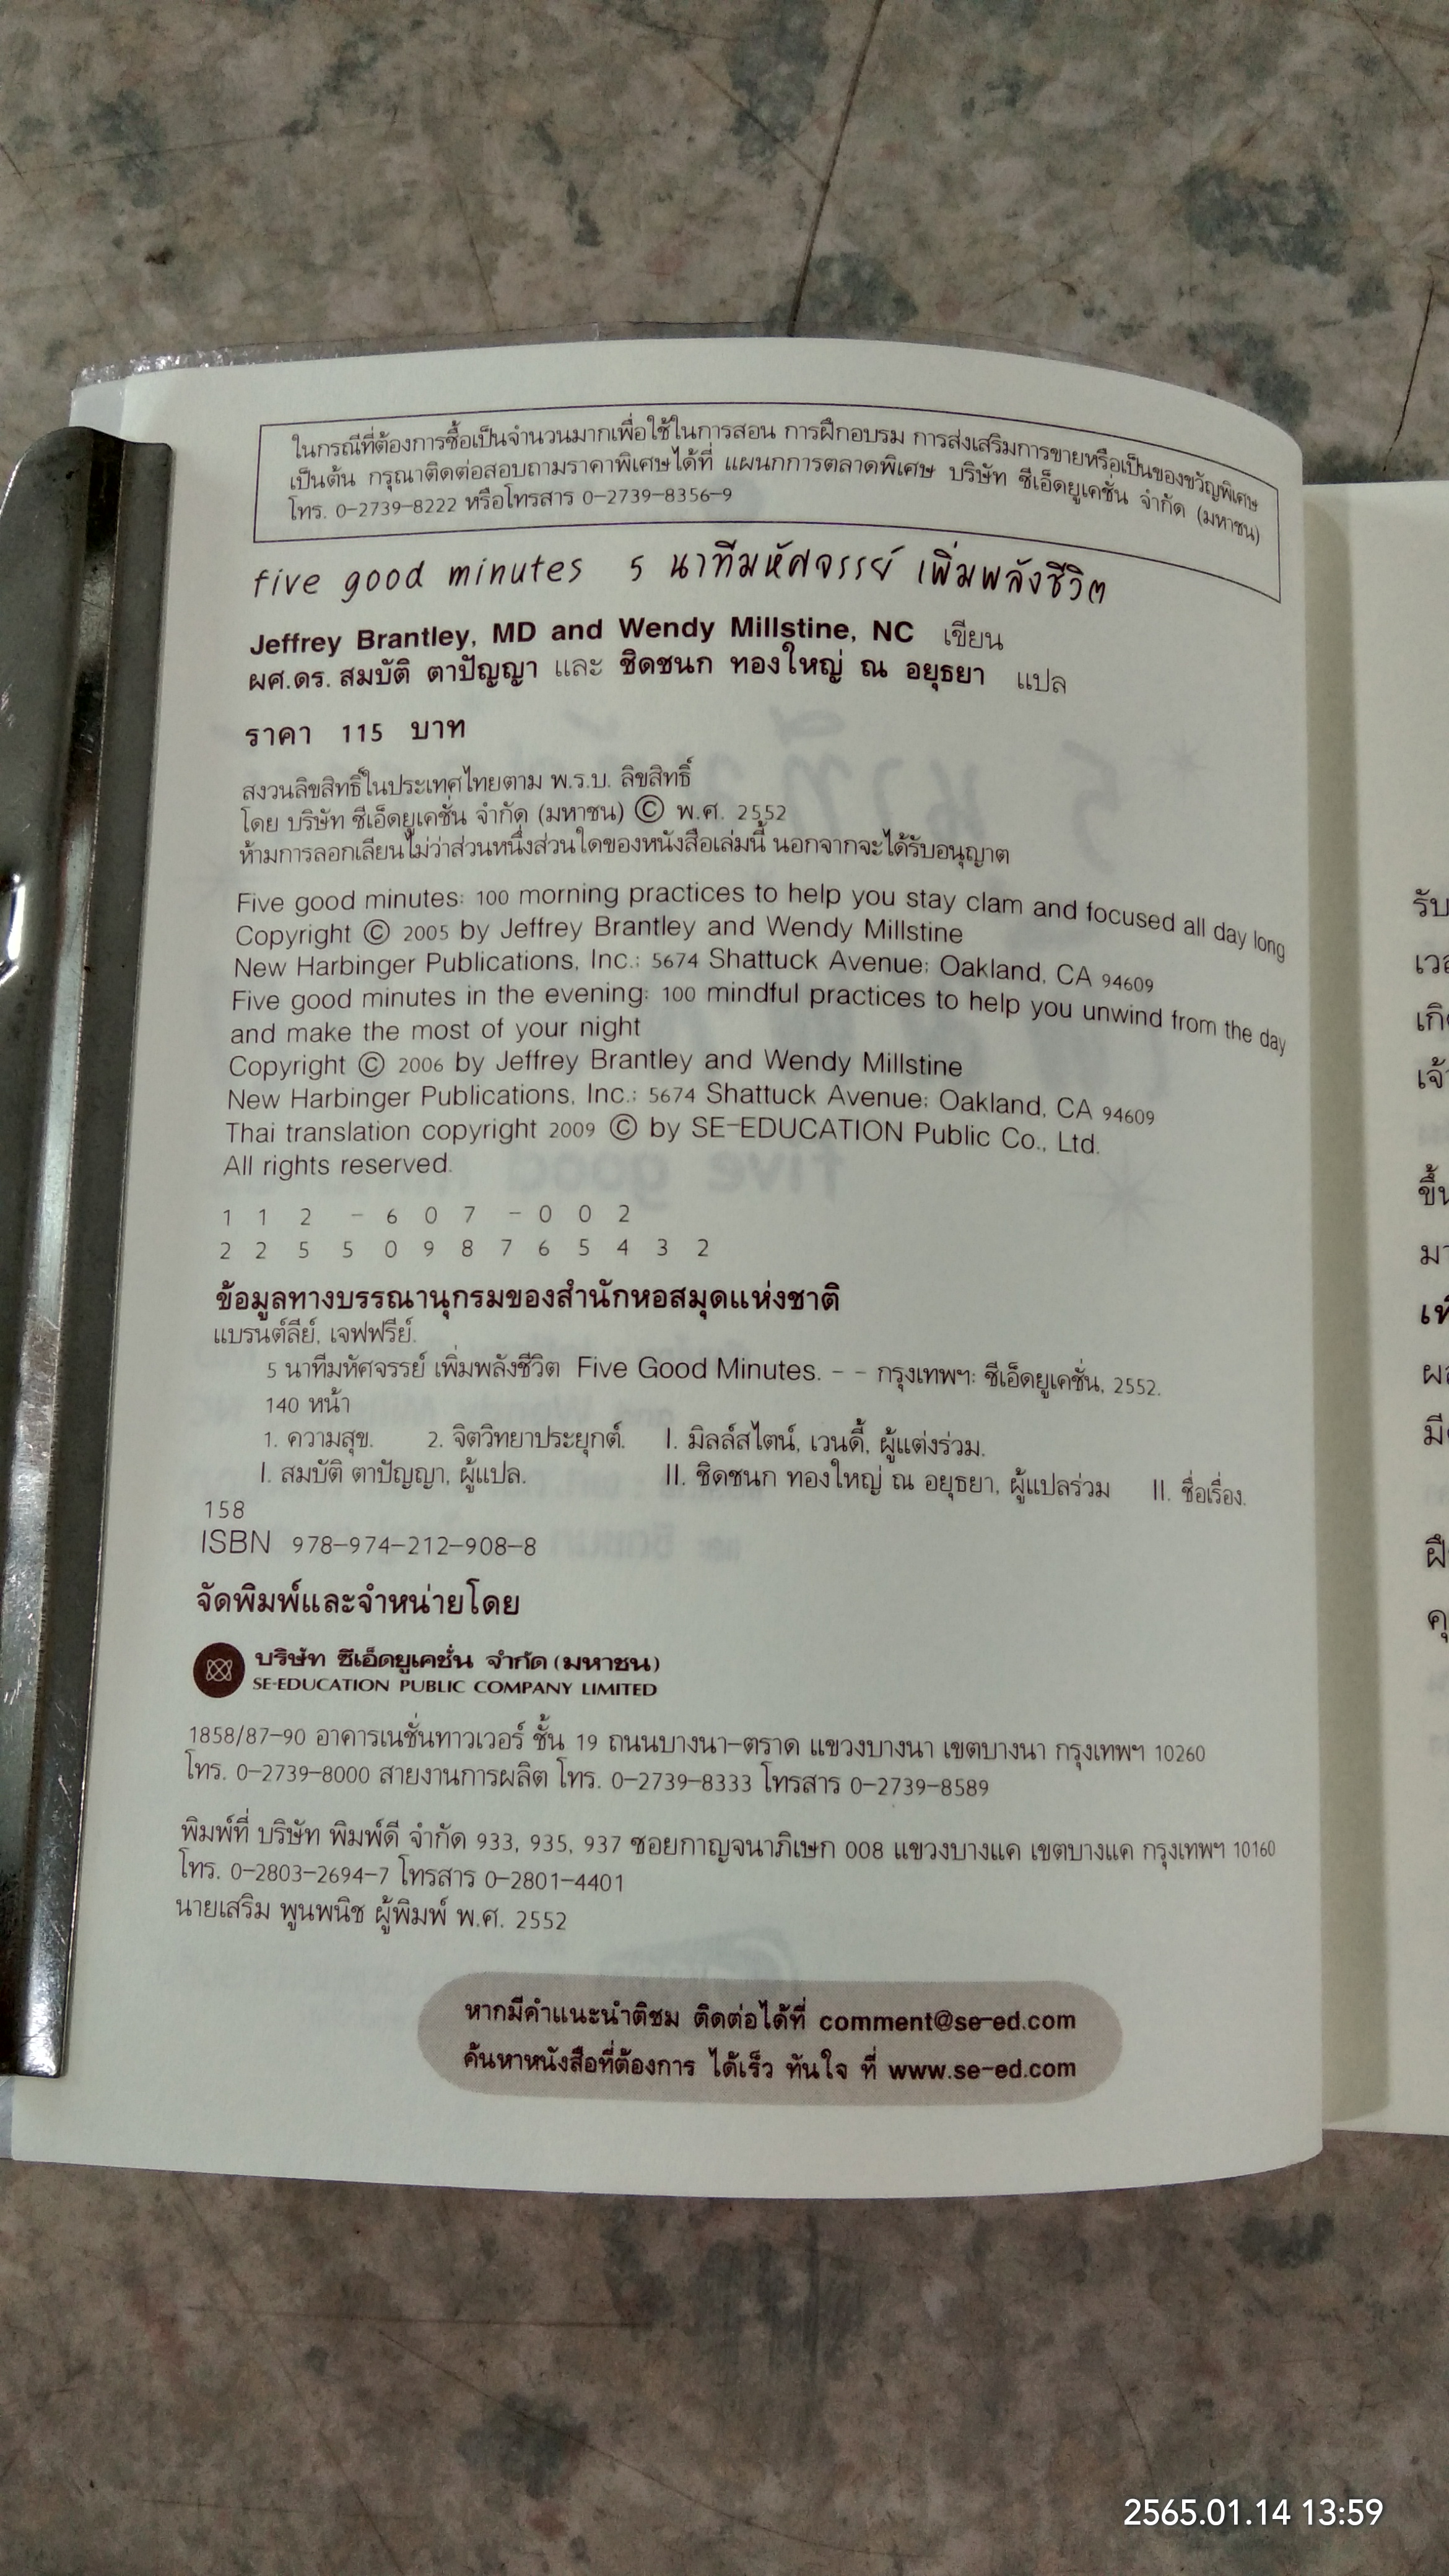 ในกรณีที่ต้องการซื้อเป็นจำนวนมากเพื่อใช้ในการสอน การฝึกอบรม การส่งเสริมการขายหรือเป็นของขวัญพิเศษ
เป็นต้น กรุณาติดต่อสอบถามราคาพิเศษได้ที่ แผนกการตลาดพิเศษ บริษัท ซีเอ็ดยูเคชั่น จำกัด (มหาชน)
โทร. 0-2739-8222 หรือโทรสาร 0-2739-8356-9
five good minutes 5 นาทีมหัศจรรย์ เพิ่มพลังชีวิต
Jeffrey Brantley, MD and Wendy Millstine, NC เขียน
ผศ.ดร. สมบัติ ตาปัญญา และ ชิดชนก ทองใหญ่ ณ อยุธยา แปล
ราคา 115 บาท
สงวนลิขสิทธิ์ในประเทศไทยตาม พ.ร.บ. ลิขสิทธิ์
โดย บริษัท ซีเอ็ดยูเคชั่น จำกัด (มหาชน) © พ.ศ. 2552
ห้ามการลอกเลียนไม่ว่าส่วนหนึ่งส่วนใดของหนังสือเล่มนี้ นอกจากจะได้รับอนุญาต
Five good minutes: 100 morning practices to help you stay clam and focused all day long
Copyright © 2005 by Jeffrey Brantley and Wendy Millstine
New Harbinger Publications, Inc.; 5674 Shattuck Avenue; Oakland, CA 94609
Five good minutes in the evening: 100 mindful practices to help you unwind from the day
and make the most of your night
Copyright © 2006 by Jeffrey Brantley and Wendy Millstine
New Harbinger Publications, Inc.; 5674 Shattuck Avenue; Oakland, CA 94609
Thai translation copyright 2009 © by SE-EDUCATION Public Co., Ltd.
All rights reserved.
1 1 2 - 6 0 7 - 0 0 2
2 2 5 5 0 9 8 7 6 5 4 3 2
ข้อมูลทางบรรณานุกรมของสำนักหอสมุดแห่งชาติ
แบรนต์ลีย์, เจฟฟรีย์.
5 นาทีมหัศจรรย์ เพิ่มพลังชีวิต Five Good Minutes. - - กรุงเทพฯ: ซีเอ็ดยูเคชั่น, 2552.
140 หน้า
1. ความสุข. 2. จิตวิทยาประยุกต์. I. มิลล์สไตน์, เวนดี้, ผู้แต่งร่วม.
I. สมบัติ ตาปัญญา, ผู้แปล. II. ชิดชนก ทองใหญ่ ณ อยุธยา, ผู้แปลร่วม II. ชื่อเรื่อง.
158
ISBN 978-974-212-908-8
จัดพิมพ์และจำหน่ายโดย
บริษัท ซีเอ็ดยูเคชั่น จำกัด (มหาชน)
SE-EDUCATION PUBLIC COMPANY LIMITED
1858/87-90 อาคารเนชั่นทาวเวอร์ ชั้น 19 ถนนบางนา-ตราด แขวงบางนา เขตบางนา กรุงเทพฯ 10260
โทร. 0-2739-8000 สายงานการผลิต โทร. 0-2739-8333 โทรสาร 0-2739-8589
พิมพ์ที่ บริษัท พิมพ์ดี จำกัด 933, 935, 937 ซอยกาญจนาภิเษก 008 แขวงบางแค เขตบางแค กรุงเทพฯ 10160
โทร. 0-2803-2694-7 โทรสาร 0-2801-4401
นายเสริม พูนพนิช ผู้พิมพ์ พ.ศ. 2552
หากมีคำแนะนำติชม ติดต่อได้ที่ comment@se-ed.com
ค้นหาหนังสือที่ต้องการ ได้เร็ว ทันใจ ที่ www.se-ed.com
2565.01.14 13:59